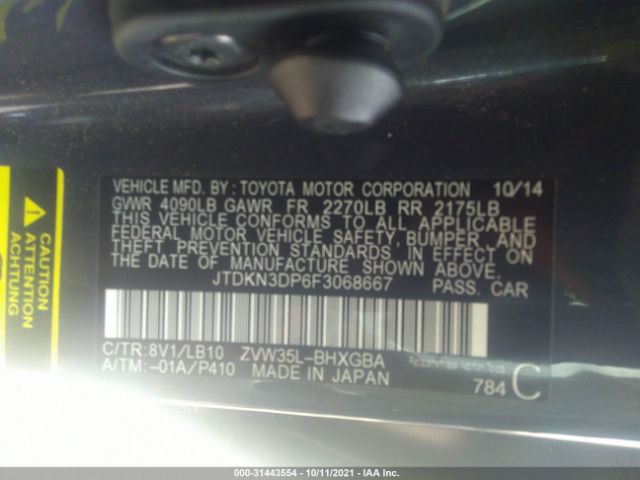 ACHTUNG
VEHICLE MFD. BY : TOYOTA MOTOR CORPORATION 10/14
GVWR 4090LB GAWR FR 2270LB RR 2175LB
THIS VEHICLE CONFORMS TO ALL APPLICABLE
FEDERAL MOTOR VEHICLE SAFETY, BUMPER, AND
THEFT PREVENTION STANDARDS IN EFFECT ON
THE DATE OF MANUFACTURE SHOWN ABOVE.
JTDKN3DP6F3068667 PASS. CAR
C/TR:8V1/LB10 ZVW35L-BHXGBA
A/TM:-01A/P410 MADE IN JAPAN
784 C
000 - 31443554 - 10/11/2021 - IAA Inc.